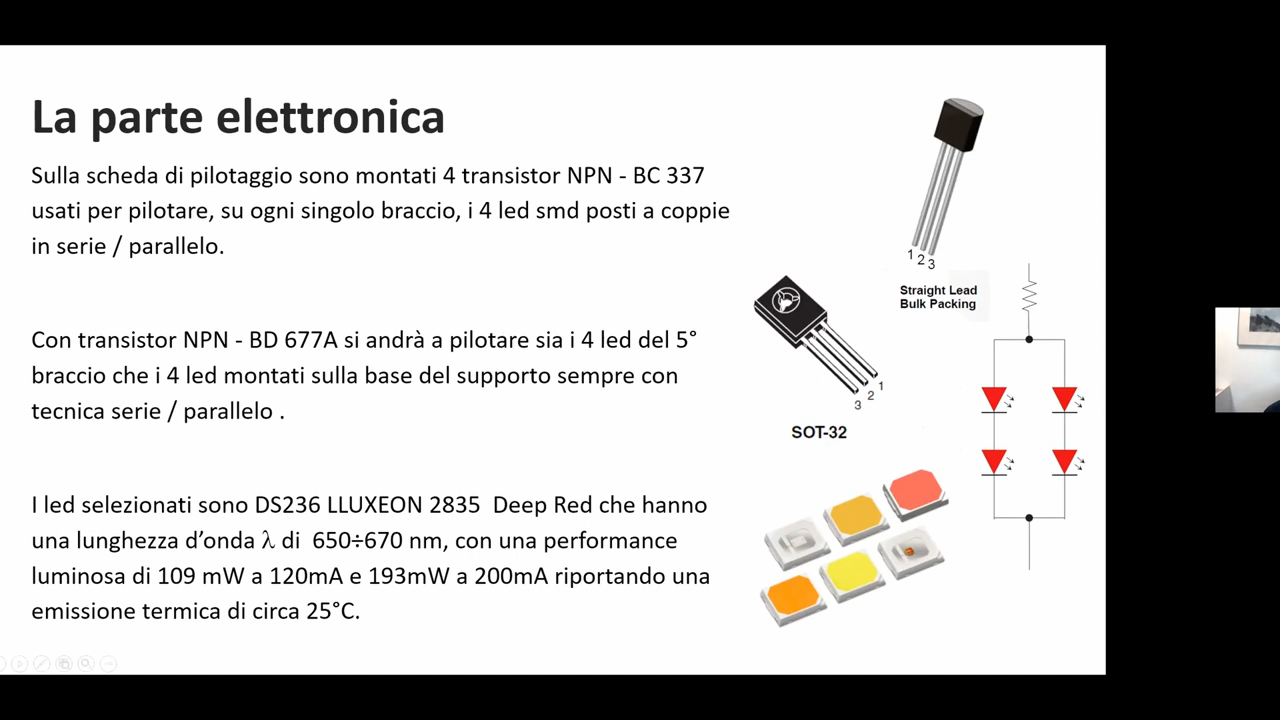 La parte elettronica
Sulla scheda di pilotaggio sono montati 4 transistor NPN - BC 337
usati per pilotare, su ogni singolo braccio, i 4 led smd posti a coppie
in serie / parallelo.
Con transistor NPN - BD 677A si andrà a pilotare sia i 4 led del 5°
braccio che i 4 led montati sulla base del supporto sempre con
tecnica serie / parallelo .
I led selezionati sono DS236 LLUXEON 2835  Deep Red che hanno
una lunghezza d’onda λ di  650÷670 nm, con una performance
luminosa di 109 mW a 120mA e 193mW a 200mA riportando una
emissione termica di circa 25°C.
1 2 3
Straight Lead
Bulk Packing
1
2
3
SOT-32